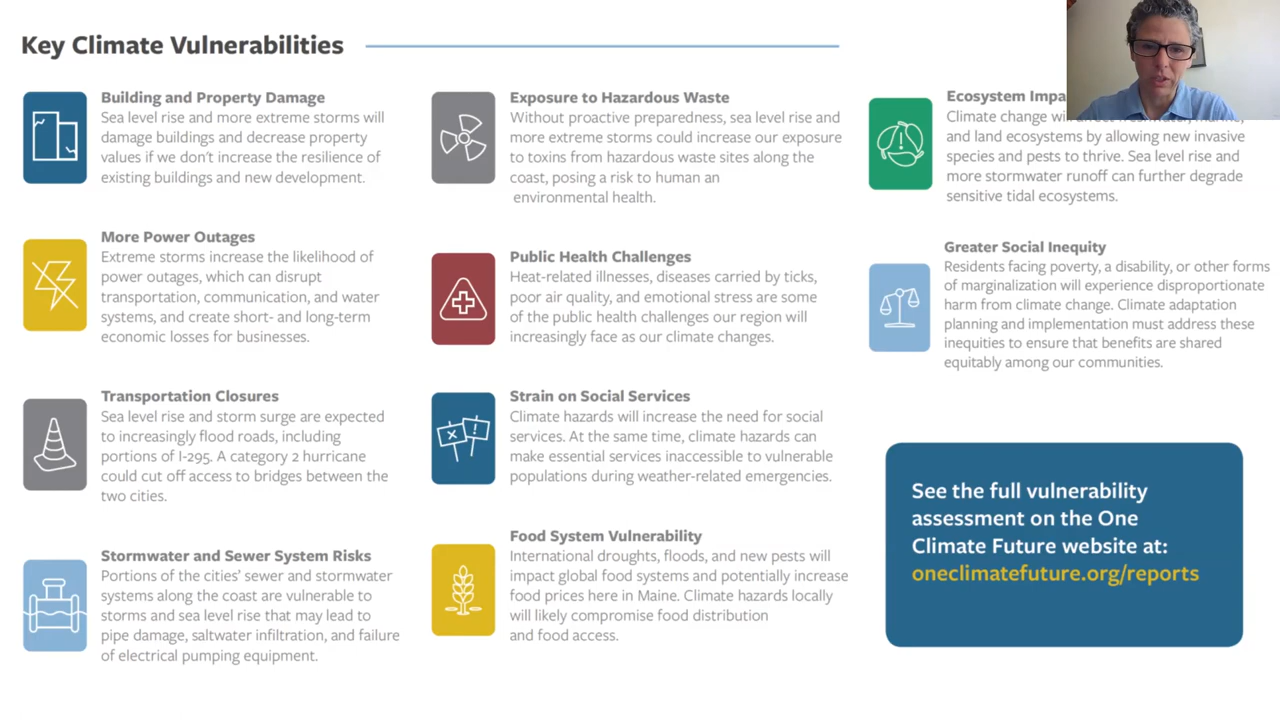 Key Climate Vulnerabilities
Building and Property Damage
Sea level rise and more extreme storms will
damage buildings and decrease property
values if we don't increase the resilience of
existing buildings and new development.
More Power Outages
Extreme storms increase the likelihood of
power outages, which can disrupt
transportation, communication, and water
systems, and create short- and long-term
economic losses for businesses.
Transportation Closures
Sea level rise and storm surge are expected
to increasingly flood roads, including
portions of I-295. A category 2 hurricane
could cut off access to bridges between the
two cities.
Stormwater and Sewer System Risks
Portions of the cities' sewer and stormwater
systems along the coast are vulnerable to
storms and sea level rise that may lead to
pipe damage, saltwater infiltration, and failure
of electrical pumping equipment.
Exposure to Hazardous Waste
Without proactive preparedness, sea level rise and
more extreme storms could increase our exposure
to toxins from hazardous waste sites along the
coast, posing a risk to human an
environmental health.
Public Health Challenges
Heat-related illnesses, diseases carried by ticks,
poor air quality, and emotional stress are some
of the public health challenges our region will
increasingly face as our climate changes.
Strain on Social Services
Climate hazards will increase the need for social
services. At the same time, climate hazards can
make essential services inaccessible to vulnerable
populations during weather-related emergencies.
Food System Vulnerability
International droughts, floods, and new pests will
impact global food systems and potentially increase
food prices here in Maine. Climate hazards locally
will likely compromise food distribution
and food access.
Ecosystem
Climate change
and land ecosystems by allowing new invasive
species and pests to thrive. Sea level rise and
more stormwater runoff can further degrade
sensitive tidal ecosystems.
Greater Social Inequity
Residents facing poverty, a disability, or other forms
of marginalization will experience disproportionate
harm from climate change. Climate adaptation
planning and implementation must address these
inequities to ensure that benefits are shared
equitably among our communities.
See the full vulnerability
assessment on the One
Climate Future website at:
oneclimatefuture.org/reports